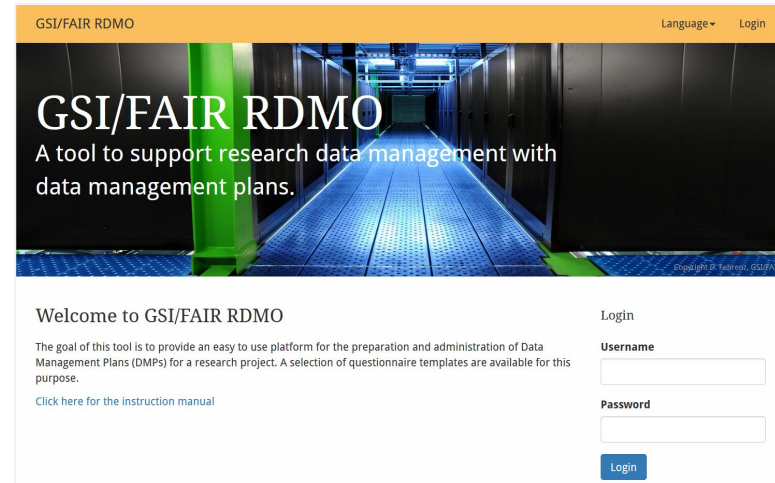 GSI/FAIR RDMO
Language
Login
GSI/FAIR RDMO
A tool to support research data management with
data management plans.
Copyright
GSI/FA
Welcome to GSI/FAIR RDMO
The goal of this tool is to provide an easy to use platform for the preparation and administration of Data
Management Plans (DMPs) for a research project. A selection of questionnaire templates are available for this
purpose.
Click here for the instruction manual
Login
Username
Password
Login